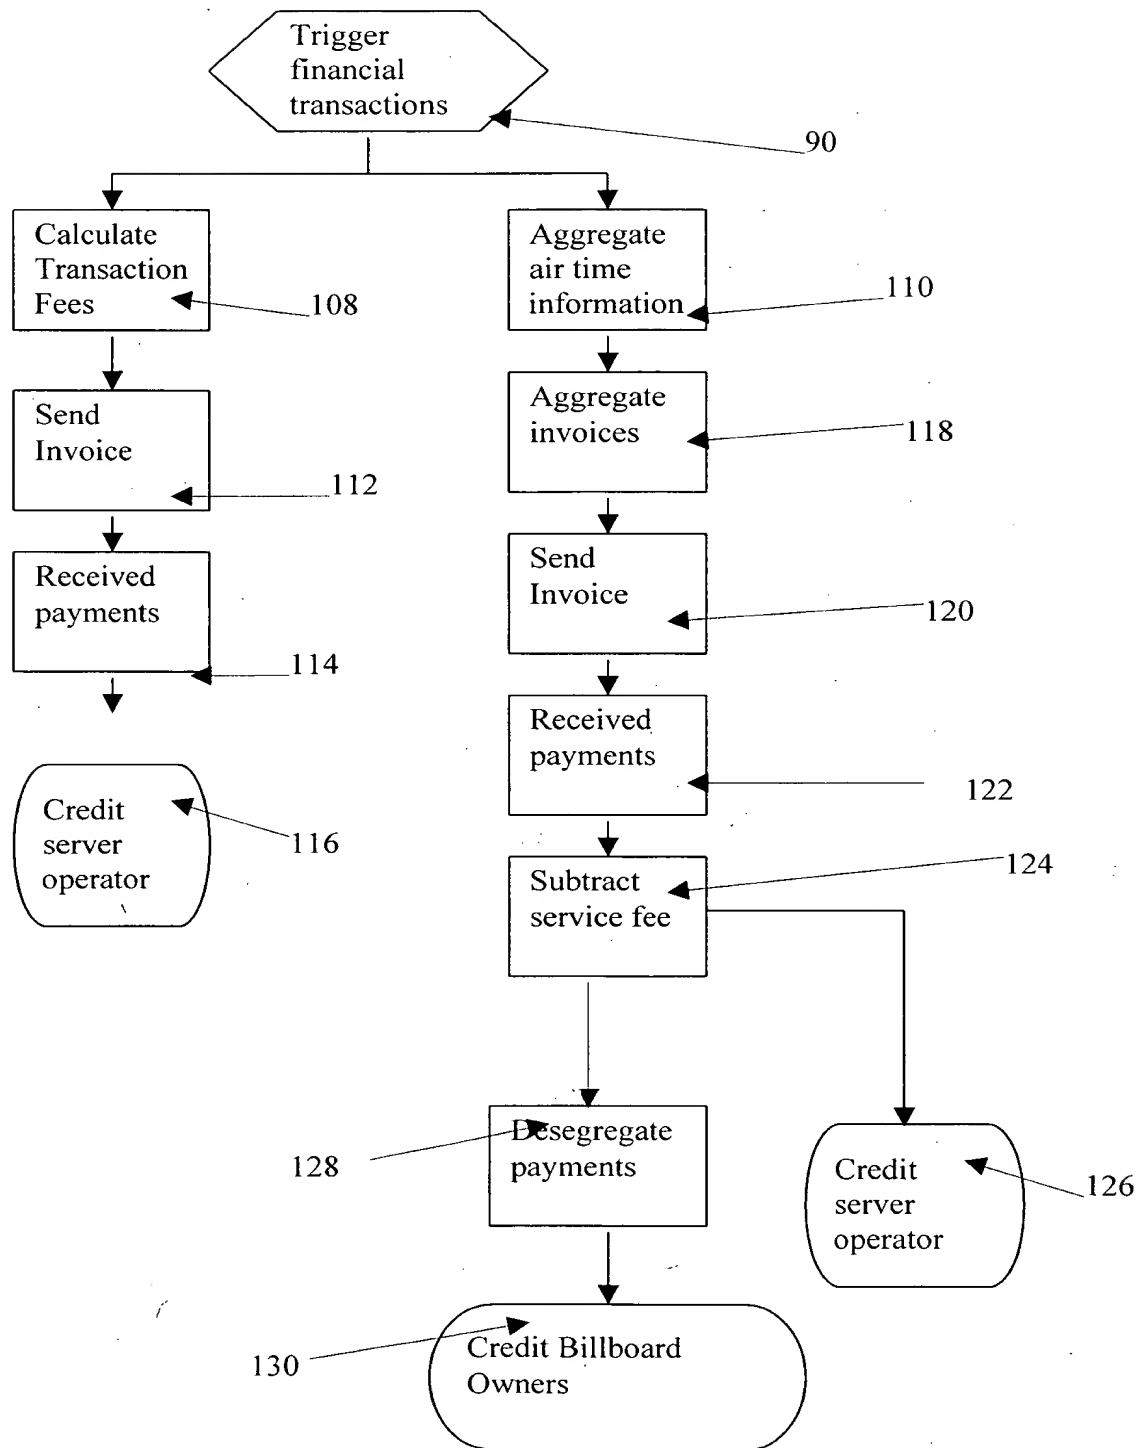 Trigger
financial
transactions
90
Calculate
Transaction
Fees
108
Aggregate
air time
information
110
Send
Invoice
112
Aggregate
invoices
118
Received
payments
114
Send
Invoice
120
Received
payments
122
Credit
server
operator
116
Subtract
service fee
124
Desegregate
payments
128
Credit
server
operator
126
Credit Billboard
Owners
130